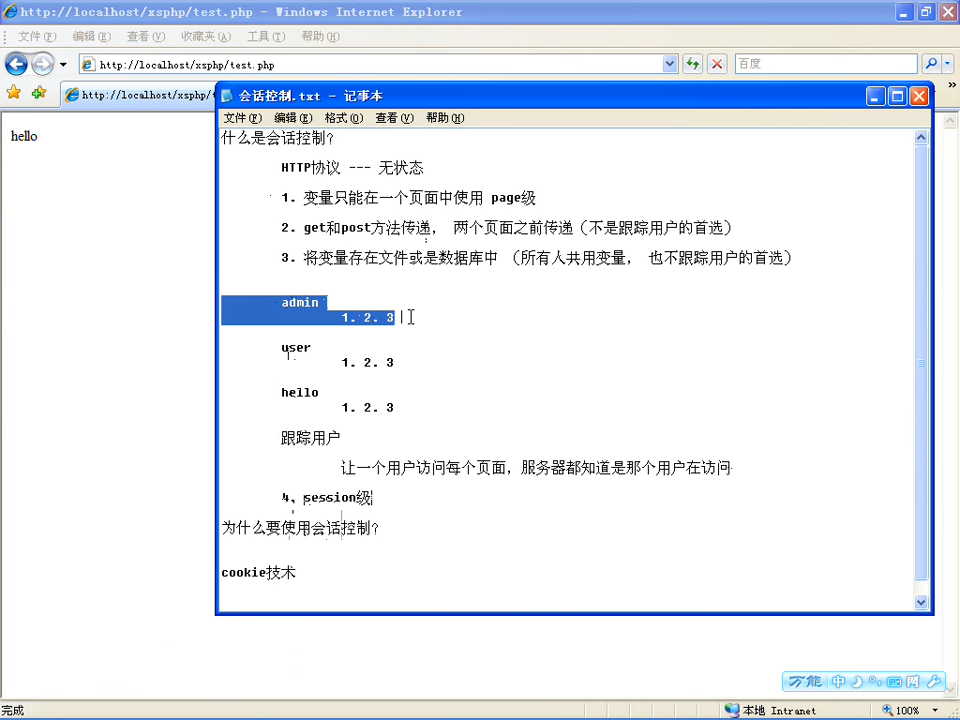 http://localhost/xsphp/test.php - Windows Internet Explorer
文件(F) 编辑(E) 查看(V) 收藏夹(A) 工具(T) 帮助(H)
http://localhost/xsphp/test.php
百度
http://localhost/xsphp/t
会话控制.txt - 记事本
文件(F) 编辑(E) 格式(O) 查看(V) 帮助(H)
hello
什么是会话控制?
HTTP协议 --- 无状态
1. 变量只能在一个页面中使用 page级
2. get和post方法传递, 两个页面之前传递(不是跟踪用户的首选)
3. 将变量存在文件或是数据库中 (所有人共用变量, 也不跟踪用户的首选)
admin
1. 2. 3
user
1. 2. 3
hello
1. 2. 3
跟踪用户
让一个用户访问每个页面,服务器都知道是那个用户在访问
4. session级
为什么要使用会话控制?
cookie技术
万能 中 网
完成
本地 Intranet
100%